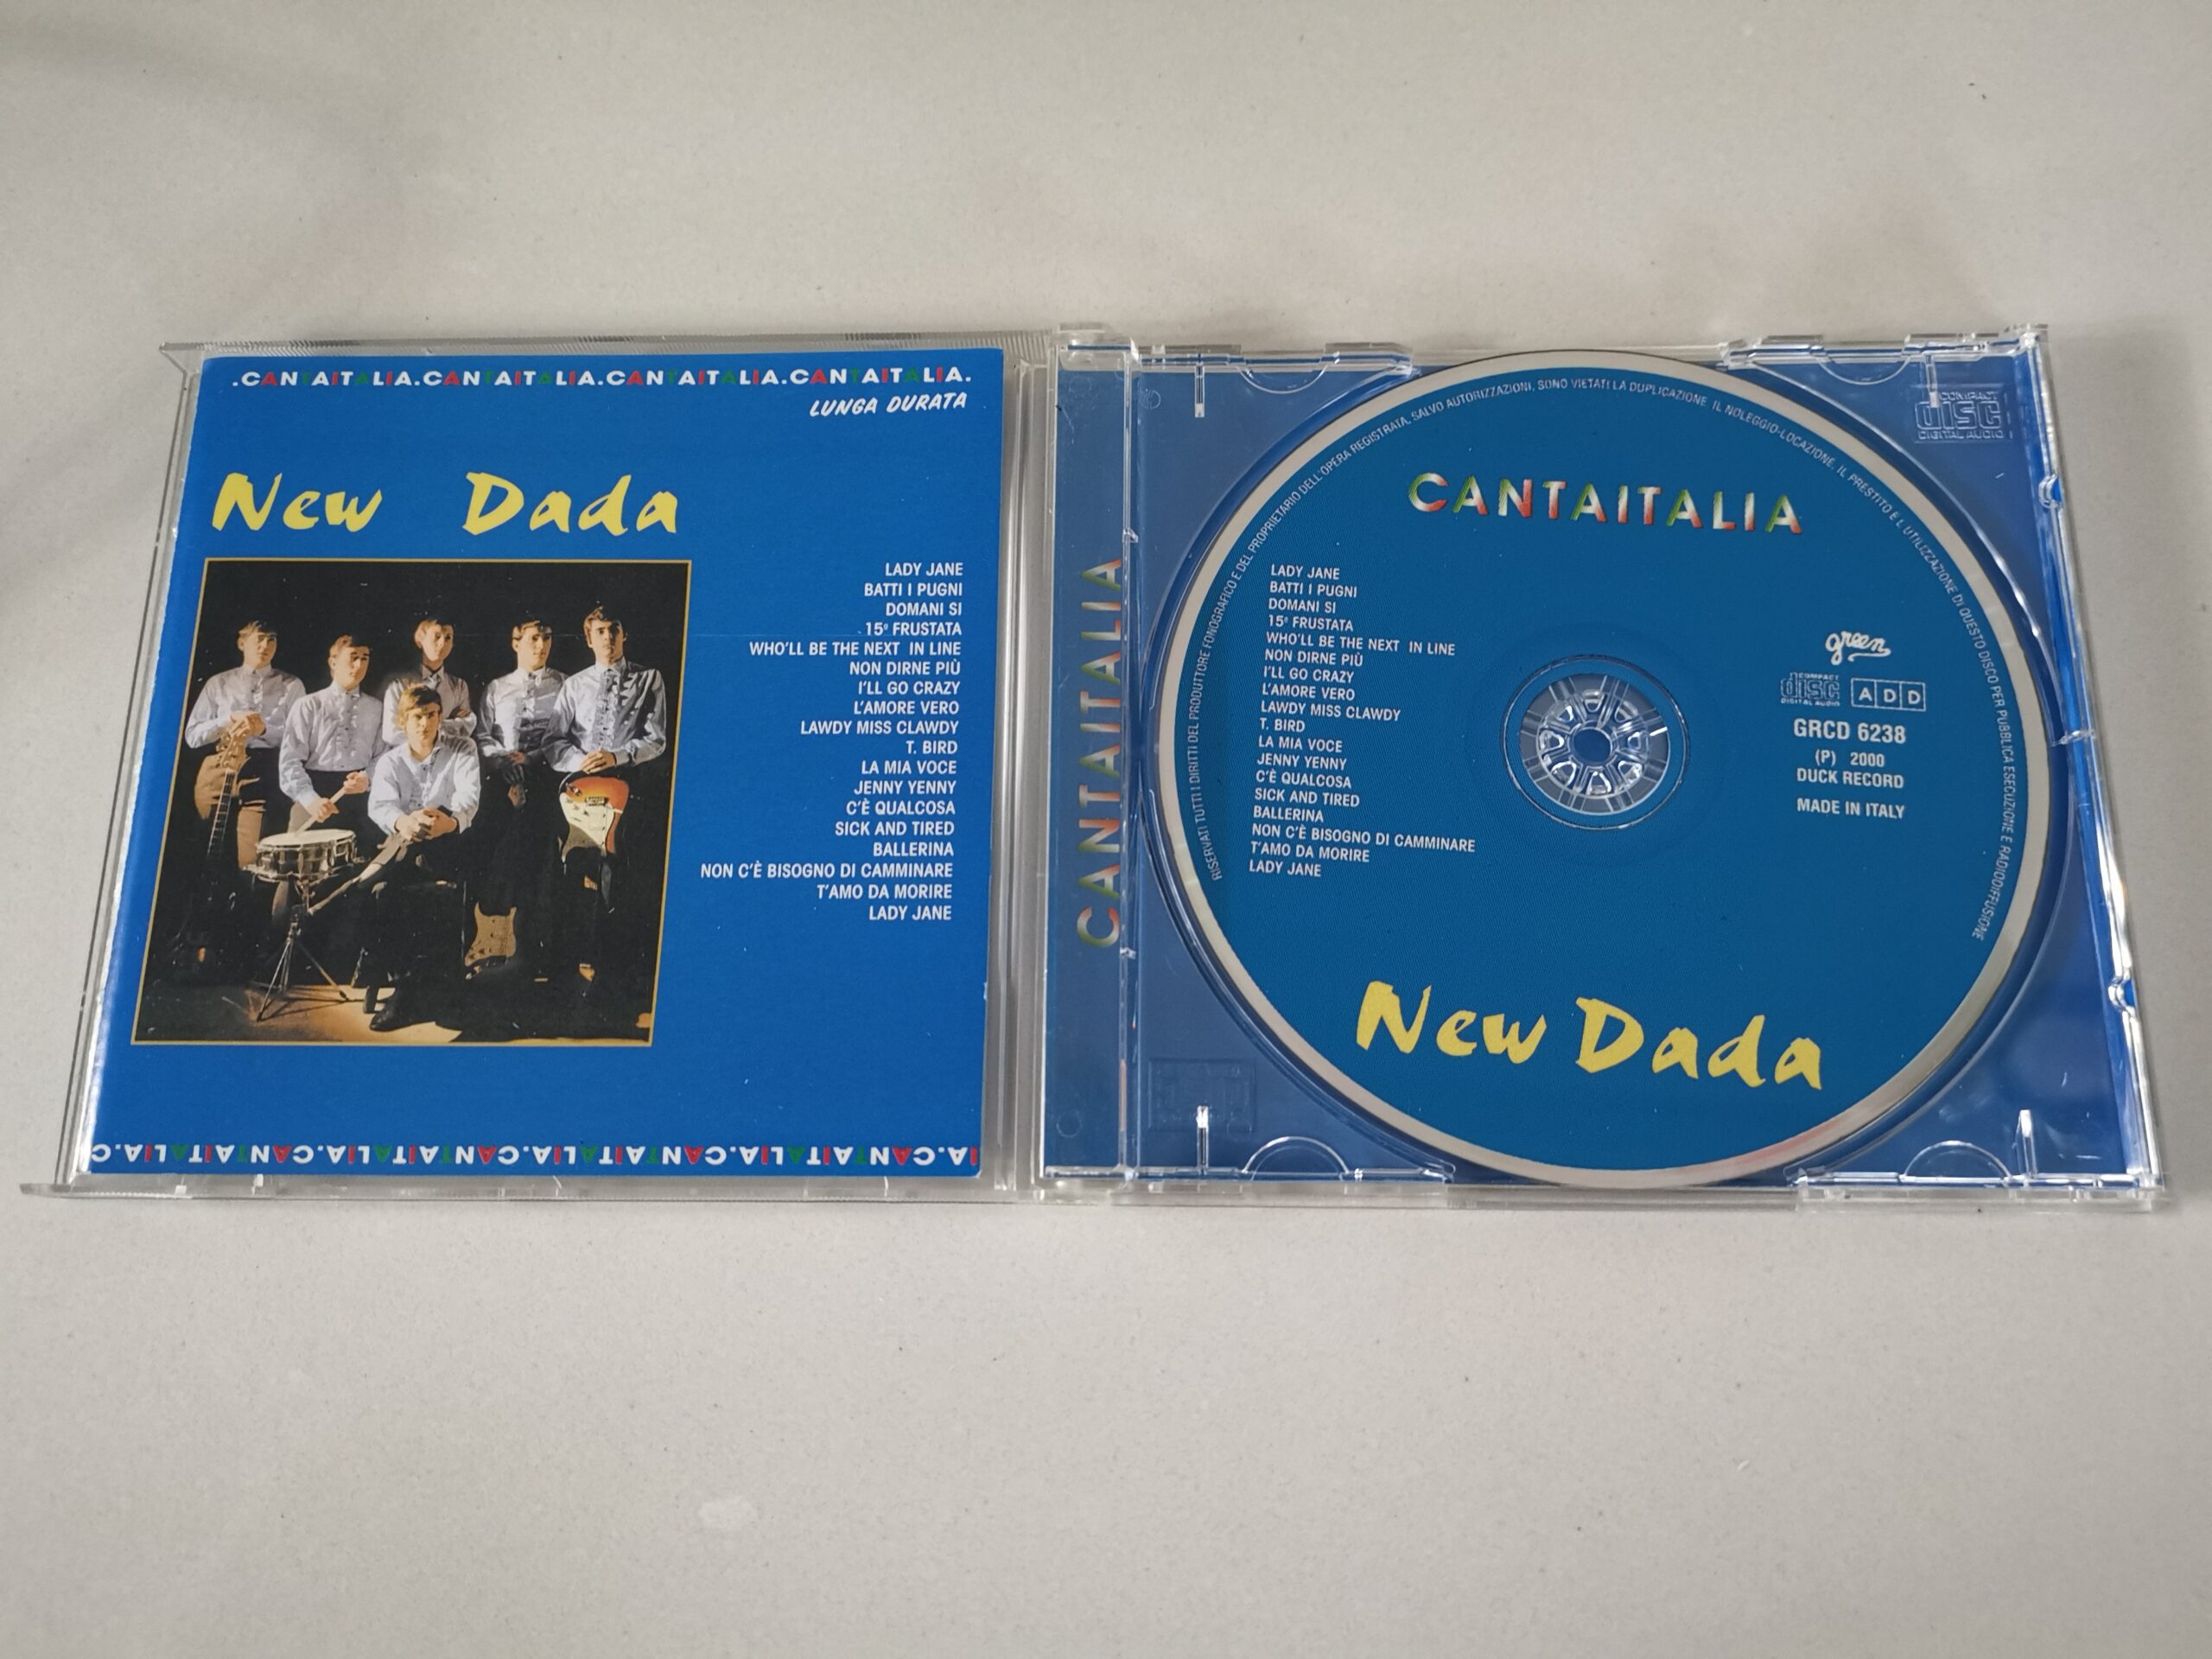 .CANTAITALIA.CANTAITALIA.CANTAITALIA.CANTAITALIA.
LUNGA DURATA
New Dada
LADY JANE
BATTI I PUGNI
DOMANI SI
15ª FRUSTATA
WHO'LL BE THE NEXT IN LINE
NON DIRNE PIÙ
I'LL GO CRAZY
L'AMORE VERO
LAWDY MISS CLAWDY
T. BIRD
LA MIA VOCE
JENNY YENNY
C'È QUALCOSA
SICK AND TIRED
BALLERINA
NON C'È BISOGNO DI CAMMINARE
T'AMO DA MORIRE
LADY JANE
IA.CANTAITALIA.CANTAITALIA.CANTAITALIA.CANTAITALIA.C
CANTAITALIA
COMPACT
disc
DIGITAL AUDIO
RISERVATI TUTTI I DIRITTI DEL PRODUTTORE FONOGRAFICO E DEL PROPRIETARIO DELL'OPERA REGISTRATA. SALVO AUTORIZZAZIONI, SONO VIETATI LA DUPLICAZIONE IL NOLEGGIO-LOCAZIONE, IL PRESTITO E L'UTILIZZAZIONE DI QUESTO DISCO PER PUBBLICA ESECUZIONE E RADIODIFFUSIONE
CANTAITALIA
LADY JANE
BATTI I PUGNI
DOMANI SI
15ª FRUSTATA
WHO'LL BE THE NEXT IN LINE
NON DIRNE PIÙ
I'LL GO CRAZY
L'AMORE VERO
LAWDY MISS CLAWDY
T. BIRD
LA MIA VOCE
JENNY YENNY
C'È QUALCOSA
SICK AND TIRED
BALLERINA
NON C'È BISOGNO DI CAMMINARE
T'AMO DA MORIRE
LADY JANE
green
COMPACT
disc
DIGITAL AUDIO
ADD
GRCD 6238
(P) 2000
DUCK RECORD
MADE IN ITALY
New Dada